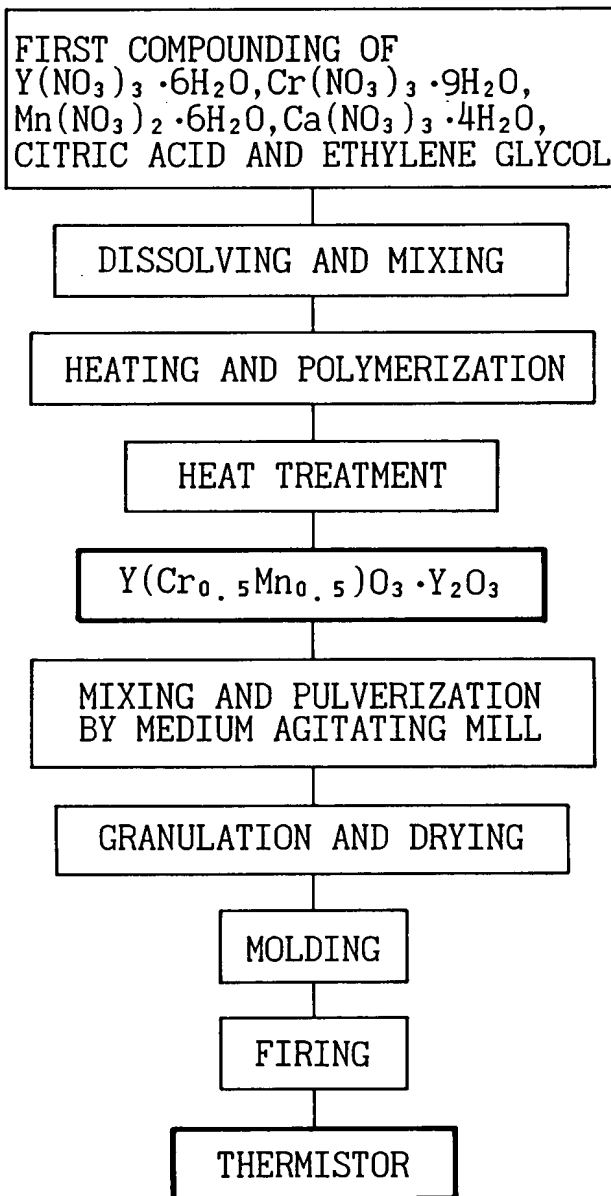 FIRST COMPOUNDING OF
Y(NO₃)₃·6H₂O,Cr(NO₃)₃·9H₂O,
Mn(NO₃)₂·6H₂O,Ca(NO₃)₃·4H₂O,
CITRIC ACID AND ETHYLENE GLYCOL
DISSOLVING AND MIXING
HEATING AND POLYMERIZATION
HEAT TREATMENT
Y(Cr₀.₅Mn₀.₅)O₃·Y₂O₃
MIXING AND PULVERIZATION
BY MEDIUM AGITATING MILL
GRANULATION AND DRYING
MOLDING
FIRING
THERMISTOR